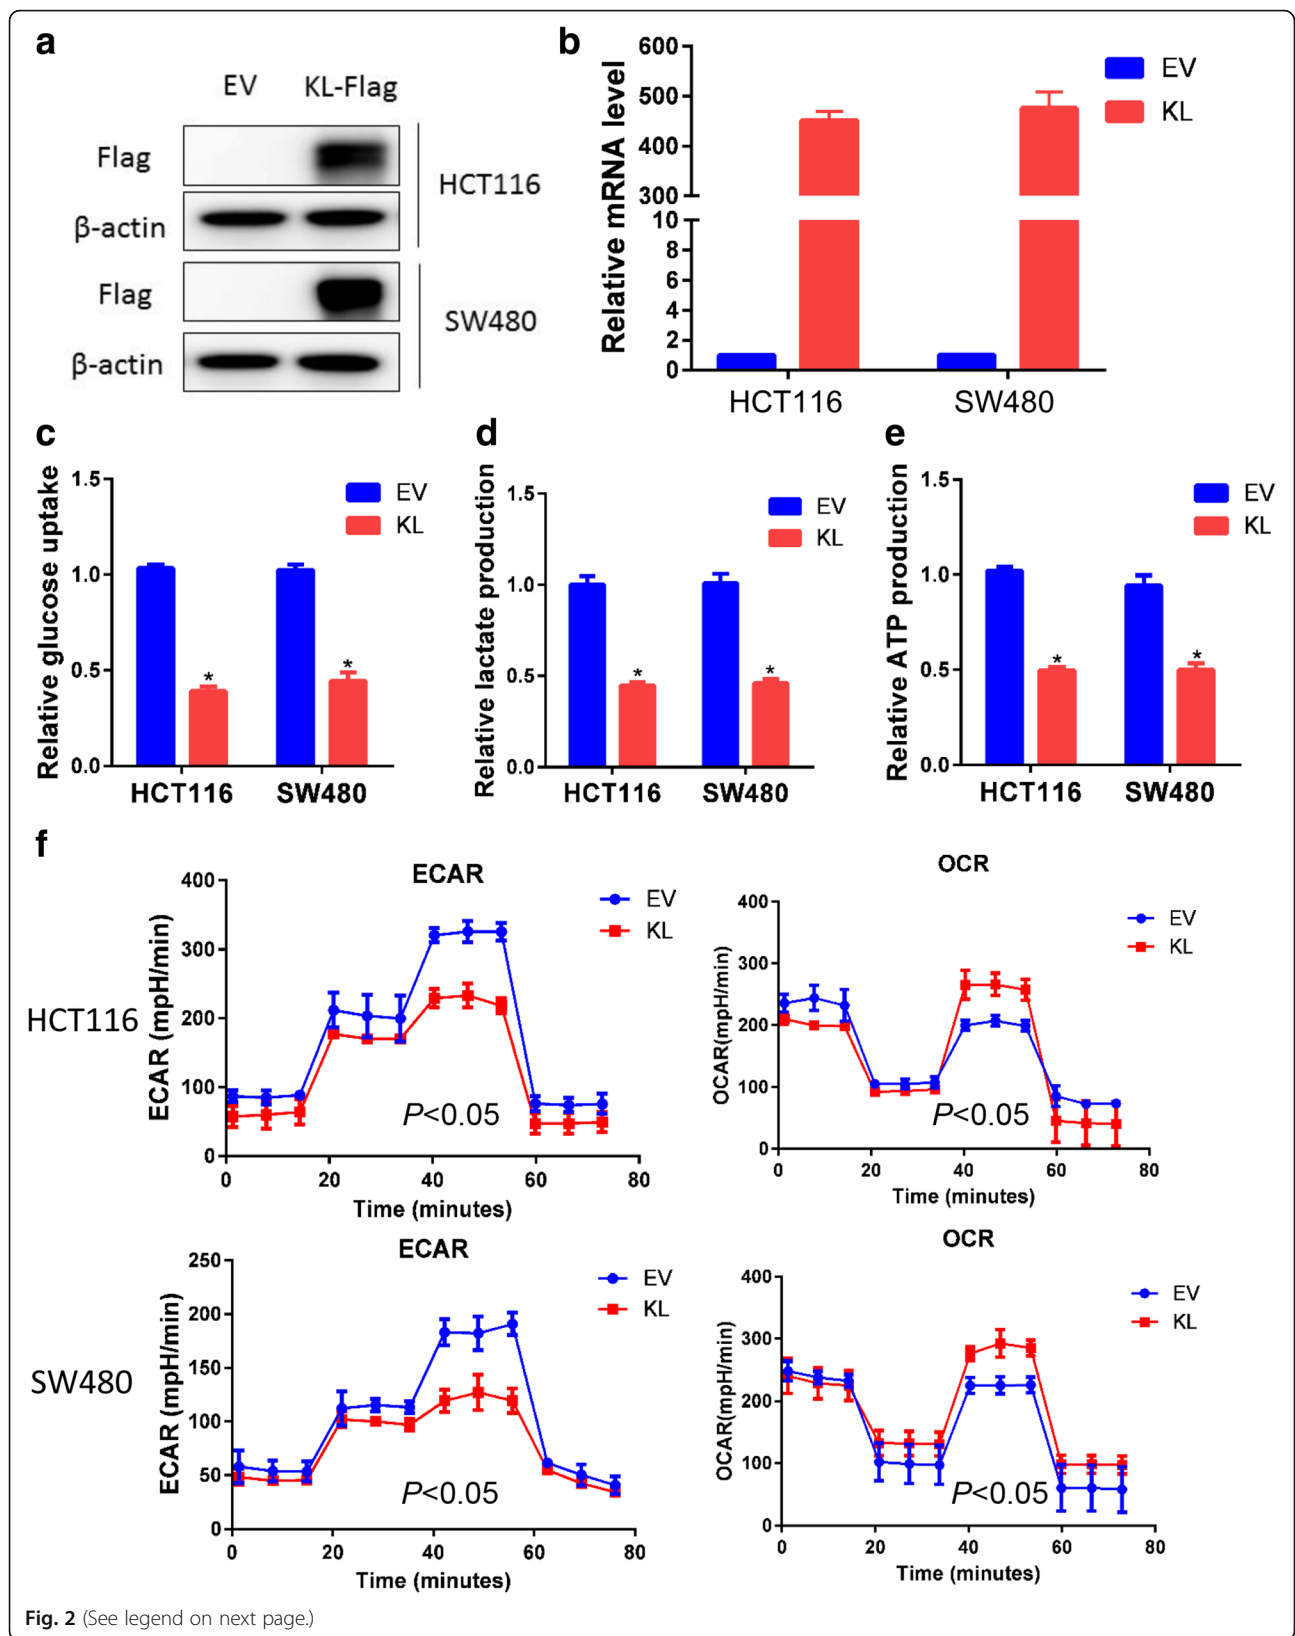 a
EV KL-Flag
Flag
β-actin
HCT116
Flag
β-actin
SW480
b
Relative mRNA level
600
500
400
300
10
8
6
4
2
0
HCT116 SW480
EV
KL
c
Relative glucose uptake
1.5
1.0
0.5
0.0
* *
HCT116 SW480
EV
KL
d
Relative lactate production
1.5
1.0
0.5
0.0
* *
HCT116 SW480
EV
KL
e
Relative ATP production
1.5
1.0
0.5
0.0
* *
HCT116 SW480
EV
KL
f
HCT116
ECAR
ECAR (mpH/min)
400
300
200
100
0
0 20 40 60 80
Time (minutes)
P<0.05
EV
KL
OCR
OCAR(mpH/min)
400
300
200
100
0
0 20 40 60 80
Time (minutes)
P<0.05
EV
KL
SW480
ECAR
ECAR (mpH/min)
250
200
150
100
50
0
0 20 40 60 80
Time (minutes)
P<0.05
EV
KL
OCR
OCAR(mpH/min)
400
300
200
100
0
0 20 40 60 80
Time (minutes)
P<0.05
EV
KL
Fig. 2 (See legend on next page.)